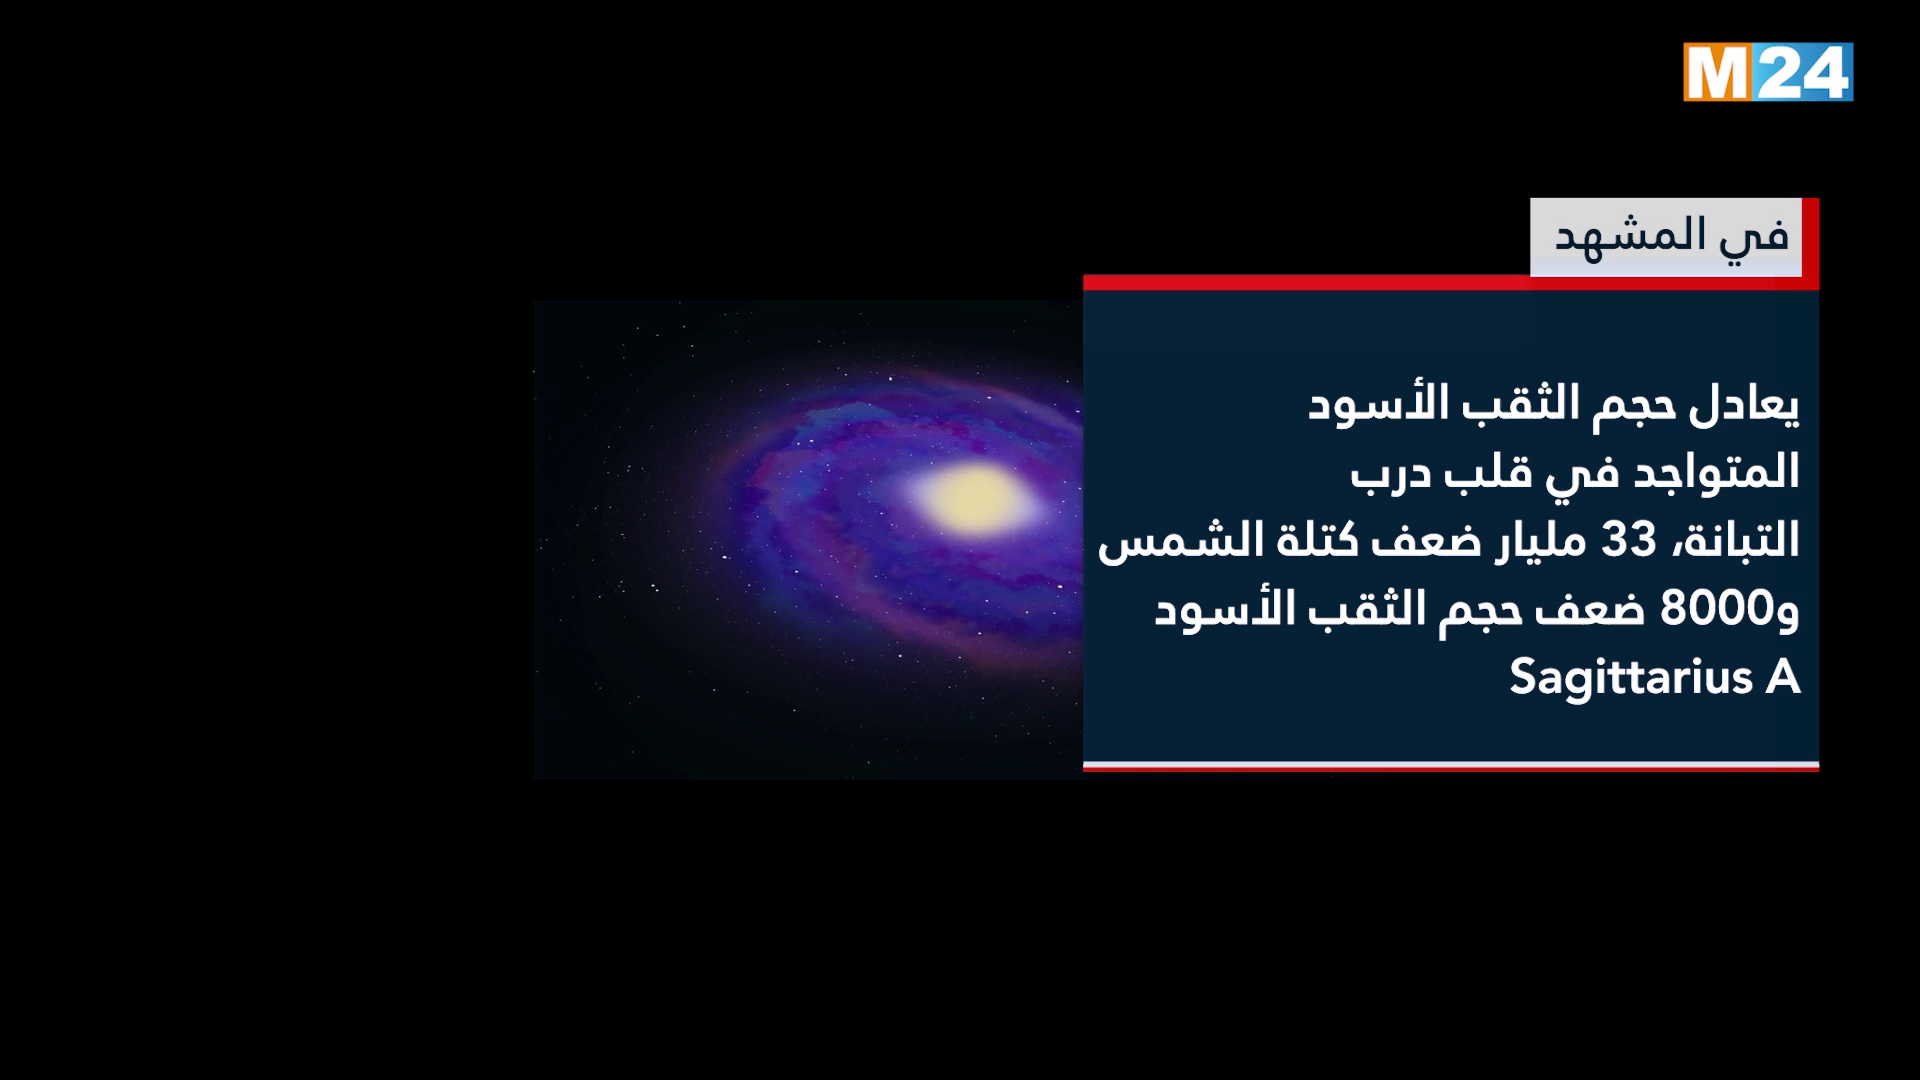 M24
في المشهد
يعادل حجم الثقب الأسود
المتواجد في قلب درب
التبانة، 33 مليار ضعف كتلة الشمس
و8000 ضعف حجم الثقب الأسود
Sagittarius A